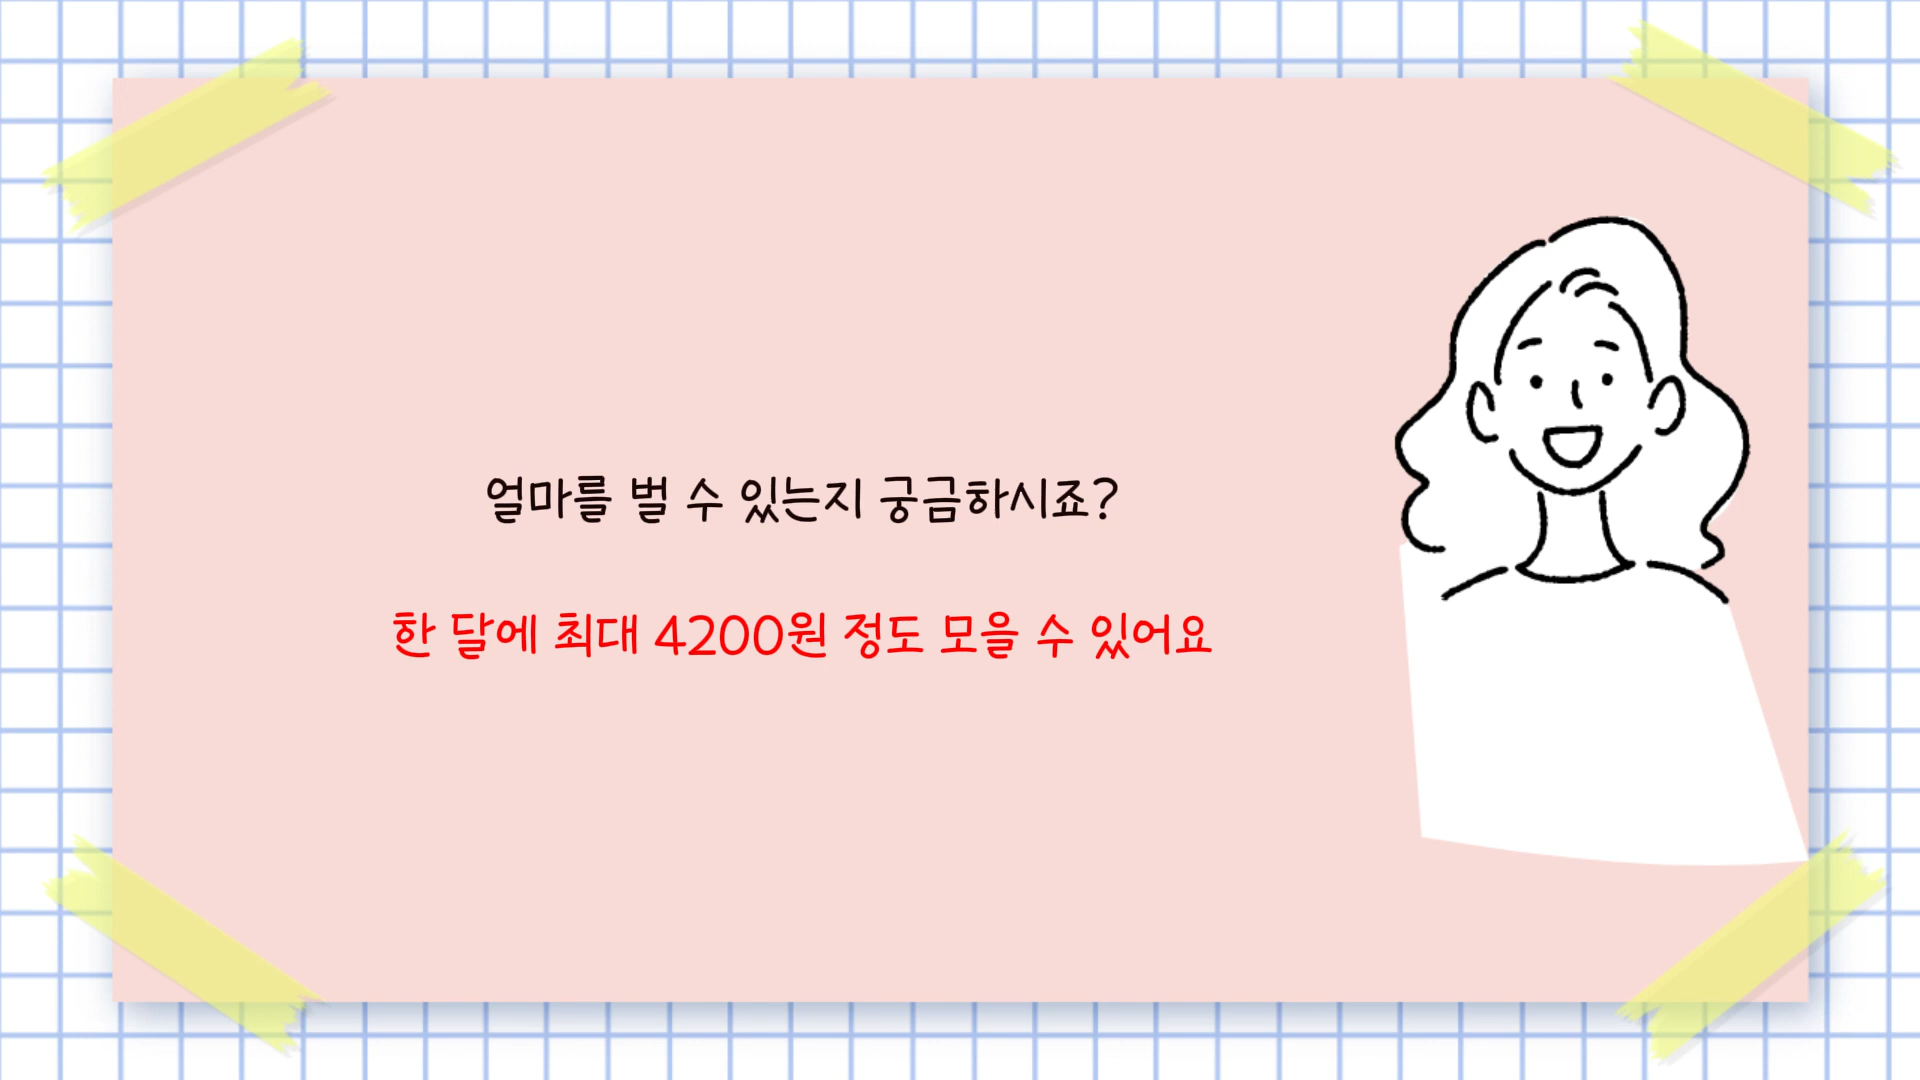 얼마를 벌 수 있는지 궁금하시죠?
한 달에 최대 4200원 정도 모을 수 있어요